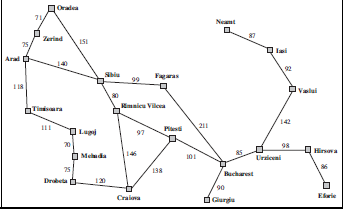 Oradea
71
Neamt
Zerind
87
75
151
Iasi
Arad
140
Sibiu
99
Fagaras
92
118
80
Vaslui
Timisoara
Rimnicu Vilcea
111
Lugoj
97
Pitesti
211
142
70
Mehadia
146
101
85
98
Hirsova
75
138
Bucharest
Urziceni
86
Drobeta
120
90
Craiova
Giurgiu
Eforie